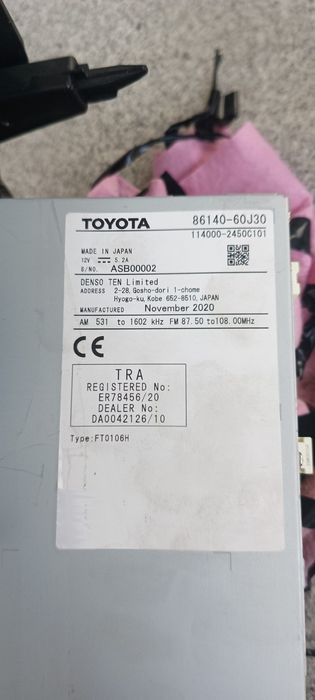 TOYOTA 86140-60J30
114000-24500101
MADE IN JAPAN
12V 5.2A
S/NO. ASB00002
DENSO TEN Limited
ADDRESS 2-28, Gosho-dori 1-chome
Hyogo-ku, Kobe 652-8510, JAPAN
MANUFACTURED November 2020
AM 531 to 1602 kHz FM 87.50 to108.00MHz
CE
TRA
REGISTERED No:
ER78456/20
DEALER No:
DA0042126/10
Type:FT0106H